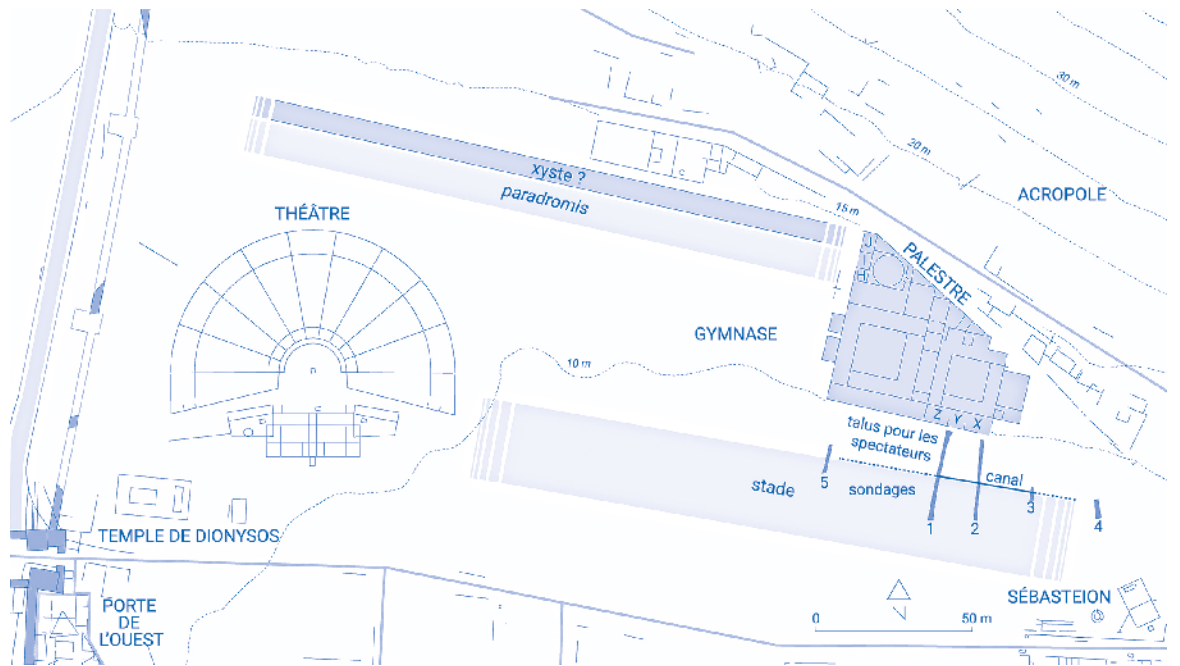 30 m
20 m
ACROPOLE
xyste ?
paradromis
15 m
THÉÂTRE
J
H
PALESTRE
GYMNASE
10 m
Z Y X
talus pour les
spectateurs
stade
5
sondages
canal
1
2
3
4
TEMPLE DE DIONYSOS
SÉBASTEION
PORTE
DE
L'OUEST
N
0
50 m